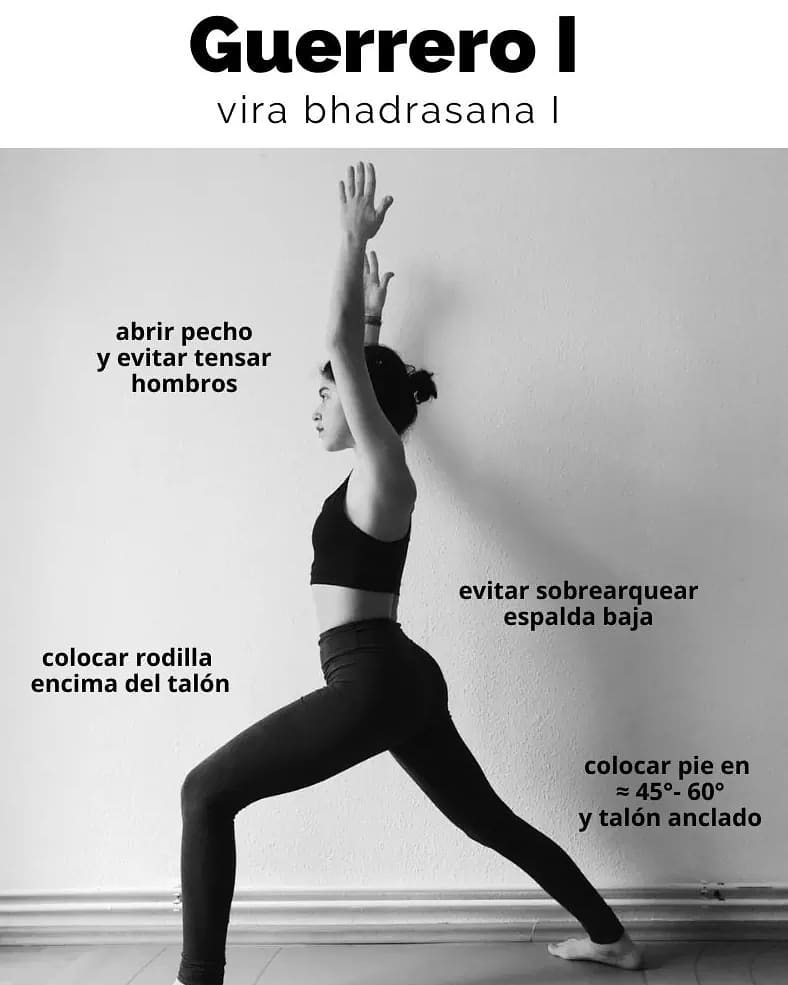 Guerrero I
vira bhadrasana I
abrir pecho
y evitar tensar
hombros
evitar sobrearquear
espalda baja
colocar rodilla
encima del talón
colocar pie en
≈ 45°- 60°
y talón anclado